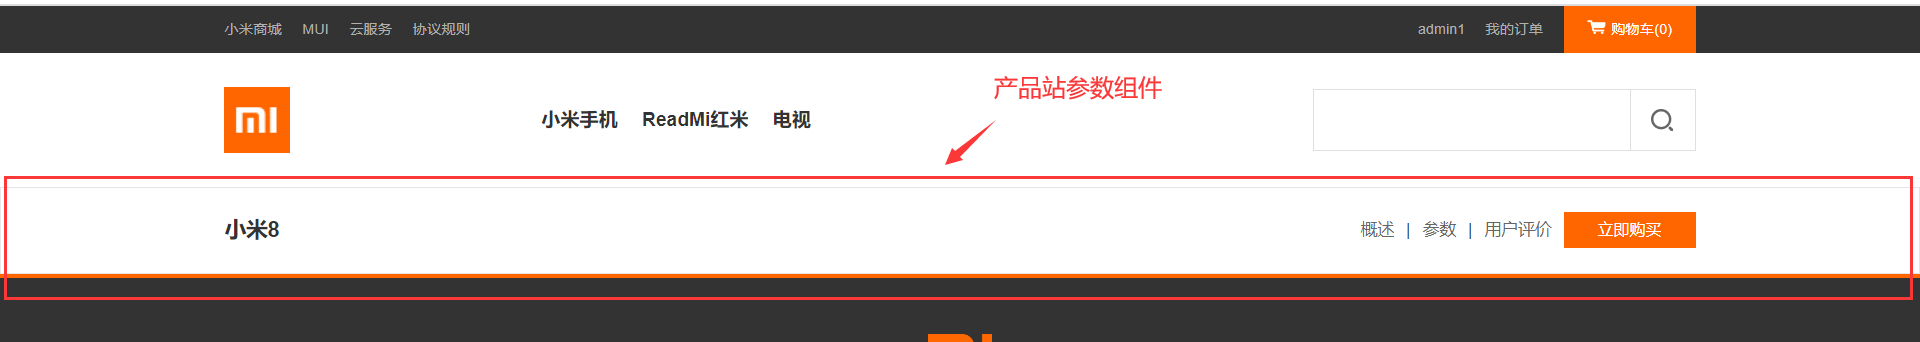 小米商城 MUI 云服务 协议规则 admin1 我的订单 购物车(0)
产品站参数组件
mi 小米手机 ReadMi红米 电视
小米8 概述 | 参数 | 用户评价 立即购买